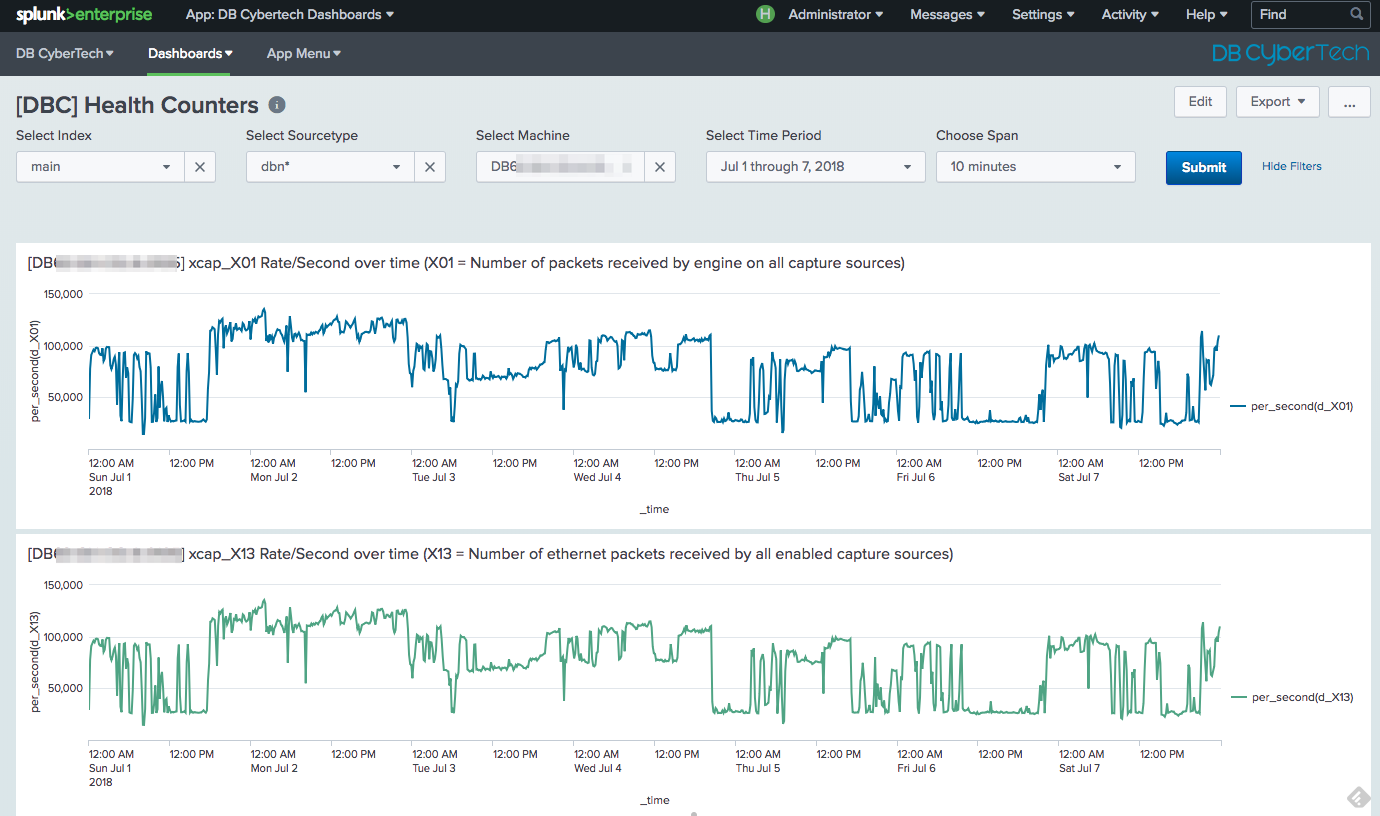 splunk>enterprise App: DB Cybertech Dashboards H Administrator Messages Settings Activity Help Find
DB CyberTech Dashboards App Menu DB CyberTech
[DBC] Health Counters i Edit Export ...
Select Index Select Sourcetype Select Machine Select Time Period Choose Span
main dbn* DB6 Jul 1 through 7, 2018 10 minutes Submit Hide Filters
[DB ] xcap_X01 Rate/Second over time (X01 = Number of packets received by engine on all capture sources)
150,000
100,000
50,000
per_second(d_X01)
per_second(d_X01)
12:00 AM 12:00 PM 12:00 AM 12:00 PM 12:00 AM 12:00 PM 12:00 AM 12:00 PM 12:00 AM 12:00 PM 12:00 AM 12:00 PM 12:00 AM 12:00 PM
Sun Jul 1 Mon Jul 2 Tue Jul 3 Wed Jul 4 Thu Jul 5 Fri Jul 6 Sat Jul 7
2018
_time
[DB ] xcap_X13 Rate/Second over time (X13 = Number of ethernet packets received by all enabled capture sources)
150,000
100,000
50,000
per_second(d_X13)
per_second(d_X13)
12:00 AM 12:00 PM 12:00 AM 12:00 PM 12:00 AM 12:00 PM 12:00 AM 12:00 PM 12:00 AM 12:00 PM 12:00 AM 12:00 PM 12:00 AM 12:00 PM
Sun Jul 1 Mon Jul 2 Tue Jul 3 Wed Jul 4 Thu Jul 5 Fri Jul 6 Sat Jul 7
2018
_time